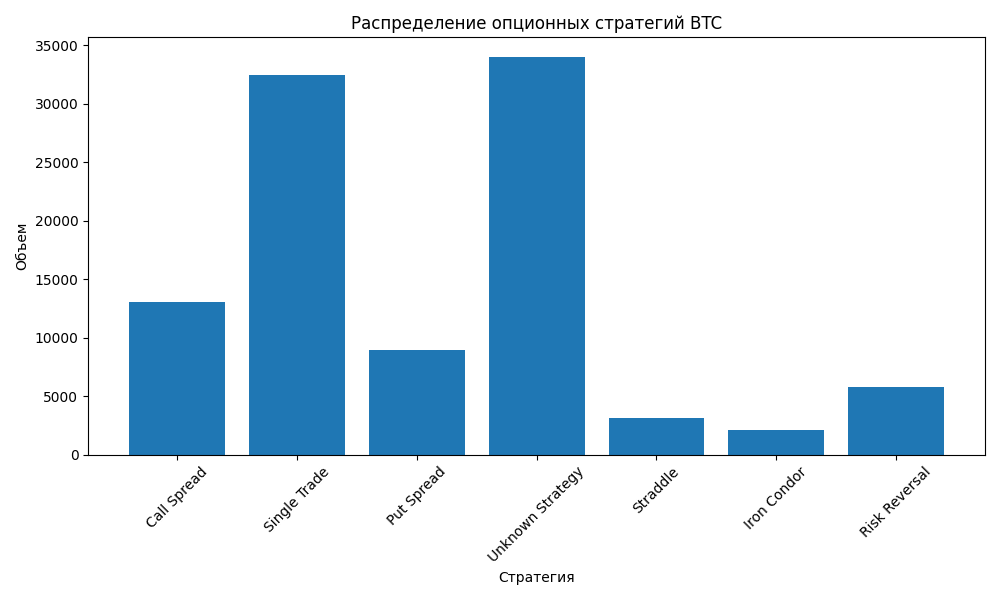 Распределение опционных стратегий BTC
Объем
35000
30000
25000
20000
15000
10000
5000
0
Call Spread
Single Trade
Put Spread
Unknown Strategy
Straddle
Iron Condor
Risk Reversal
Стратегия